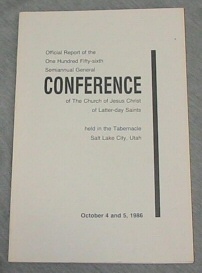 Official Report of the
One Hundred Fifty-sixth
Semiannual General
CONFERENCE
of The Church of Jesus Christ
of Latter-day Saints
held in the Tabernacle
Salt Lake City, Utah
October 4 and 5, 1986